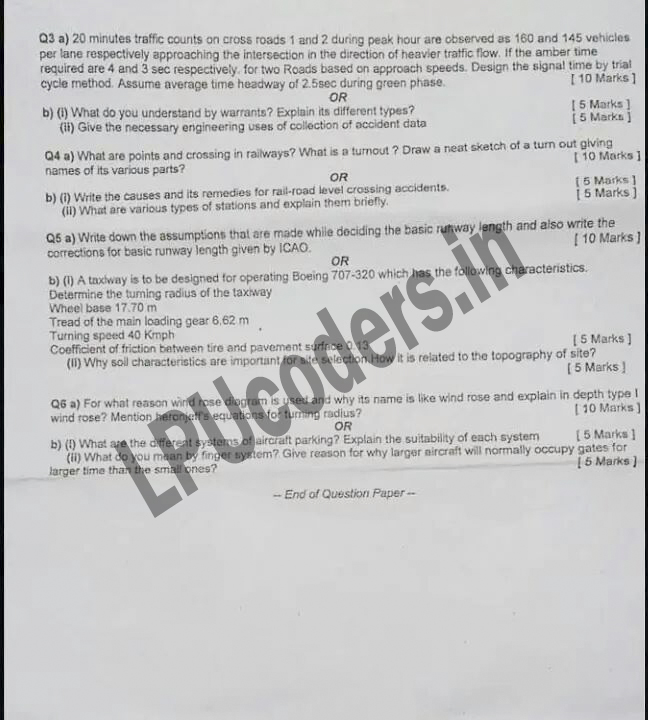 Q3 a) 20 minutes traffic counts on cross roads 1 and 2 during peak hour are observed as 160 and 145 vehicles
per lane respectively approaching the intersection in the direction of heavier traffic flow. If the amber time
required are 4 and 3 sec respectively. for two Roads based on approach speeds. Design the signal time by trial
cycle method. Assume average time headway of 2.5sec during green phase. [ 10 Marks ]
OR
b) (i) What do you understand by warrants? Explain its different types? [ 5 Marks ]
(ii) Give the necessary engineering uses of collection of accident data [ 5 Marks ]
Q4 a) What are points and crossing in railways? What is a turnout ? Draw a neat sketch of a turn out giving
names of its various parts? [ 10 Marks ]
OR
b) (i) Write the causes and its remedies for rail-road level crossing accidents. [ 5 Marks ]
(ii) What are various types of stations and explain them briefly. [ 5 Marks ]
Q5 a) Write down the assumptions that are made while deciding the basic runway length and also write the
corrections for basic runway length given by ICAO. [ 10 Marks ]
OR
b) (i) A taxiway is to be designed for operating Boeing 707-320 which has the following characteristics.
Determine the turning radius of the taxiway
Wheel base 17.70 m
Tread of the main loading gear 6.62 m
Turning speed 40 Kmph
Coefficient of friction between tire and pavement surface 0.13 [ 5 Marks ]
(ii) Why soil characteristics are important for site selection.How it is related to the topography of site?
[ 5 Marks ]
Q6 a) For what reason wind rose diogram is used and why its name is like wind rose and explain in depth type I
wind rose? Mention heronjeff's equations for turning radius? [ 10 Marks ]
OR
b) (i) What are the different systems of aircraft parking? Explain the suitability of each system [ 5 Marks ]
(ii) What do you mean by finger system? Give reason for why larger aircraft will normally occupy gates for
larger time than the small ones? [ 5 Marks ]
-- End of Question Paper --
LPUcoders.in